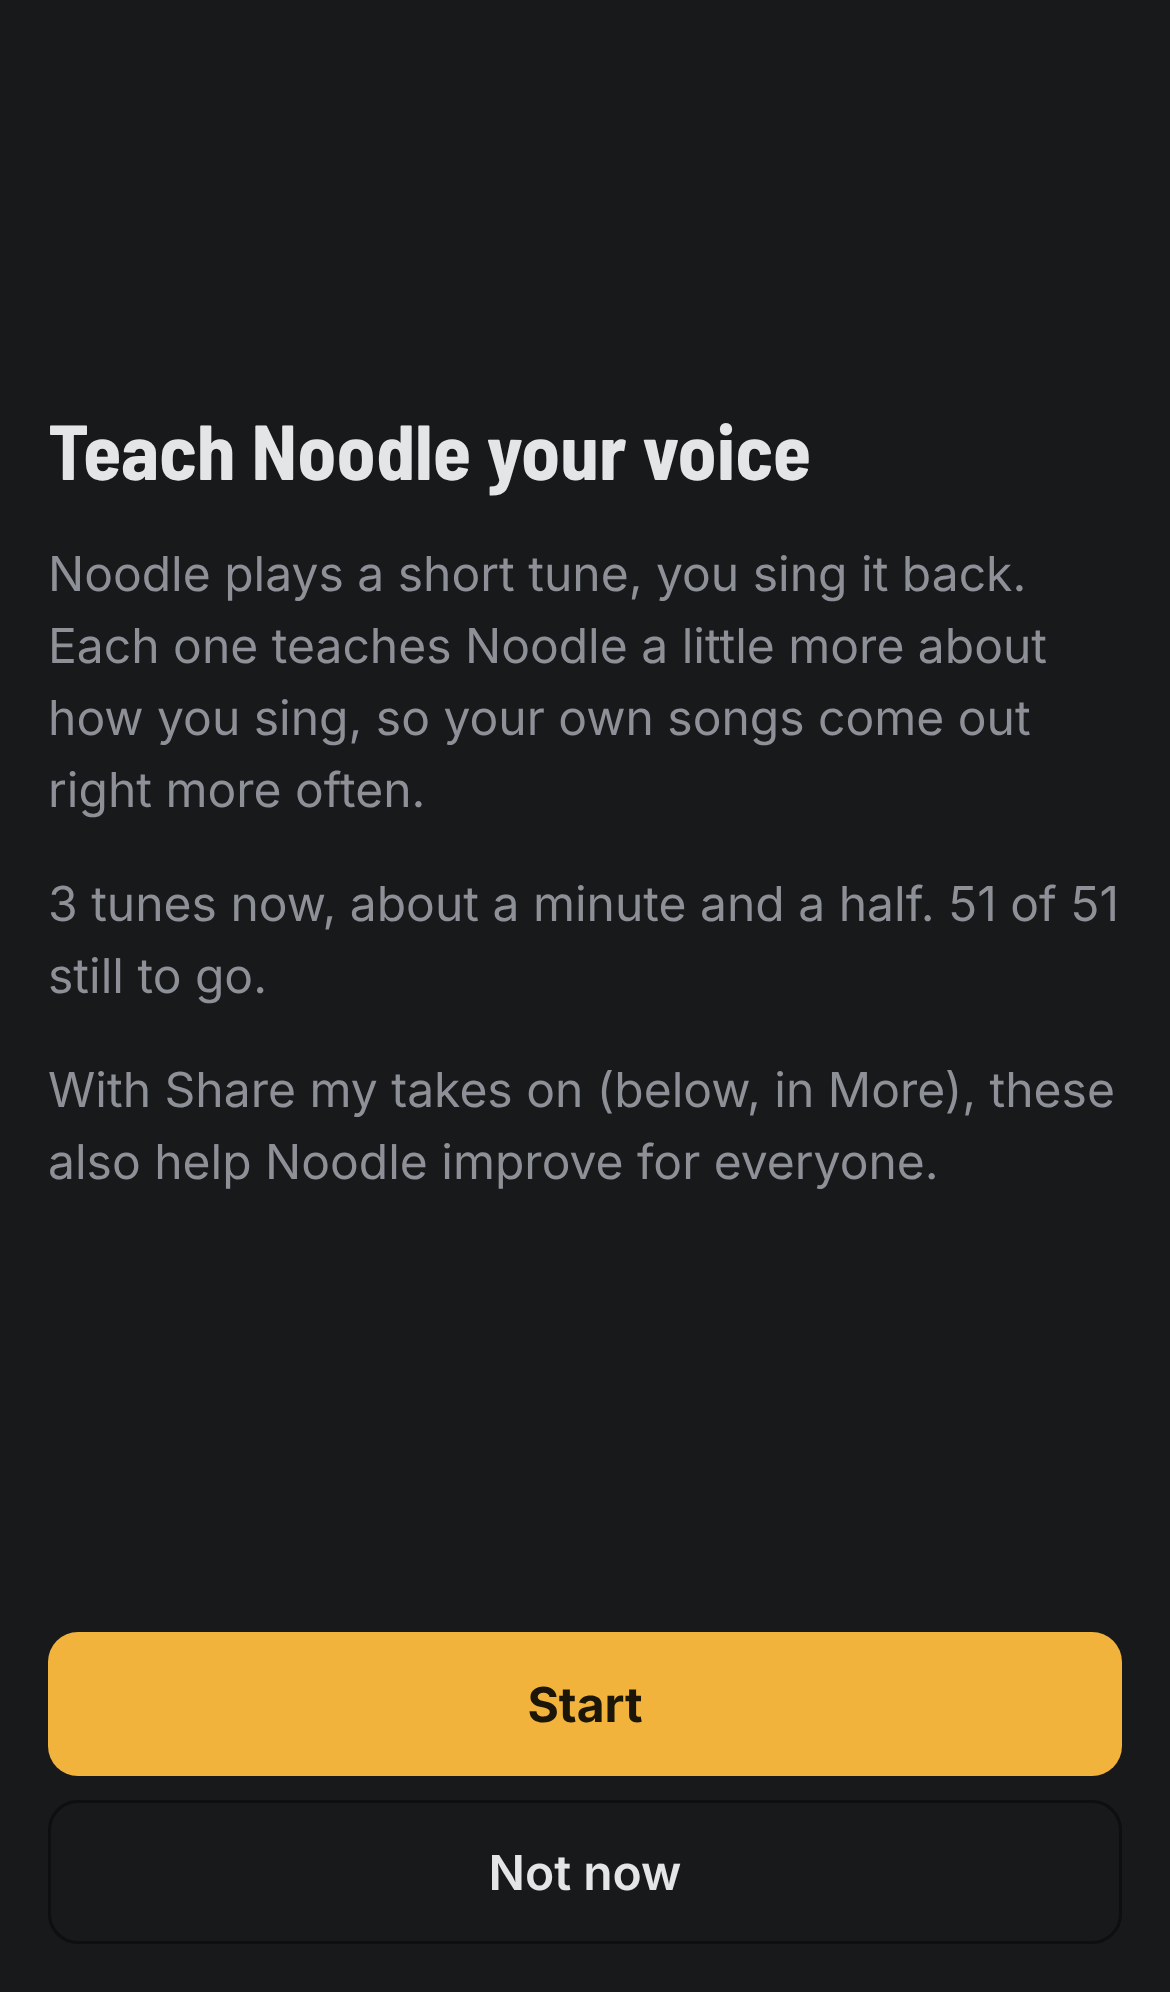 Teach Noodle your voice
Noodle plays a short tune, you sing it back.
Each one teaches Noodle a little more about
how you sing, so your own songs come out
right more often.
3 tunes now, about a minute and a half. 51 of 51
still to go.
With Share my takes on (below, in More), these
also help Noodle improve for everyone.
Start
Not now